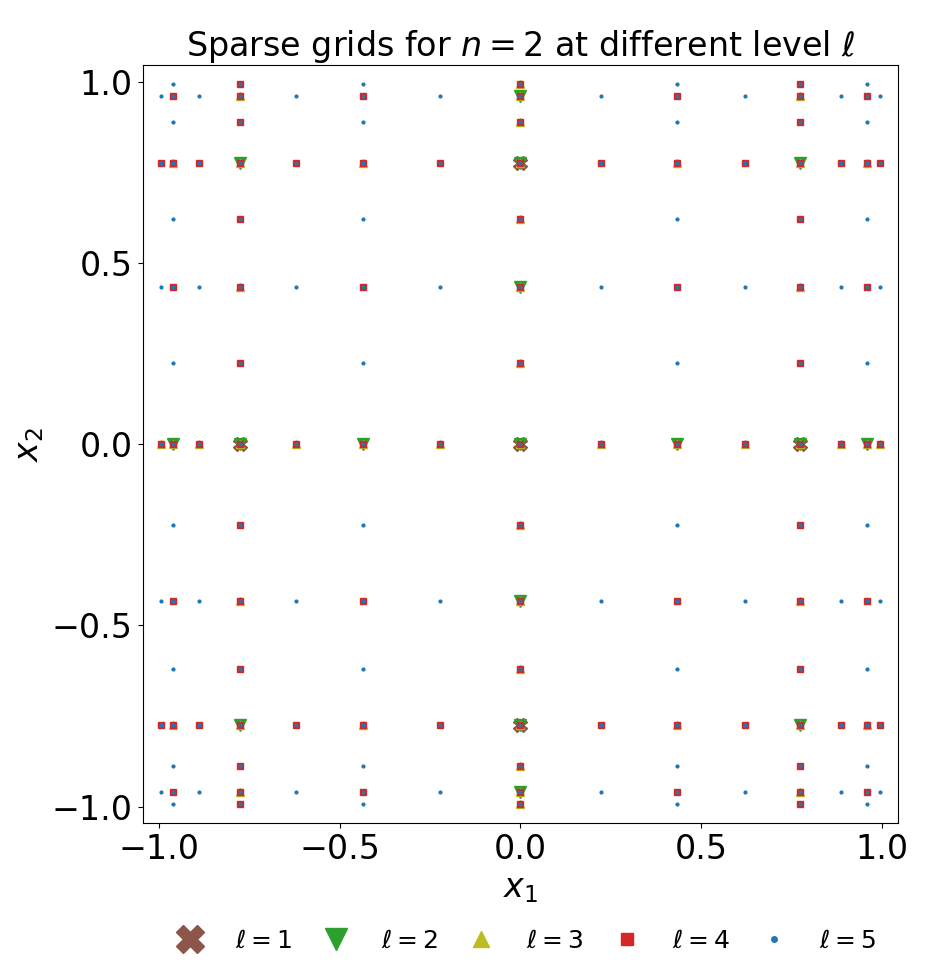 Sparse grids for n = 2 at different level ℓ
1.0
0.5
0.0
−0.5
−1.0
x₂
−1.0 −0.5 0.0 0.5 1.0
x₁
ℓ = 1 ℓ = 2 ℓ = 3 ℓ = 4 ℓ = 5